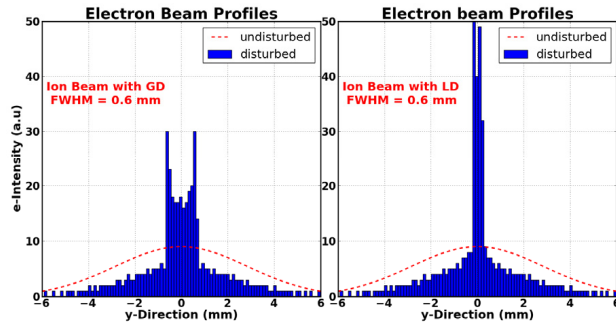 Electron Beam Profiles
undisturbed
disturbed
Ion Beam with GD
FWHM = 0.6 mm
e-Intensity (a.u)
50
40
30
20
10
0
−6 −4 −2 0 2 4 6
y-Direction (mm)
Electron beam Profiles
undisturbed
disturbed
Ion Beam with LD
FWHM = 0.6 mm
50
40
30
20
10
0
−6 −4 −2 0 2 4 6
y-Direction (mm)